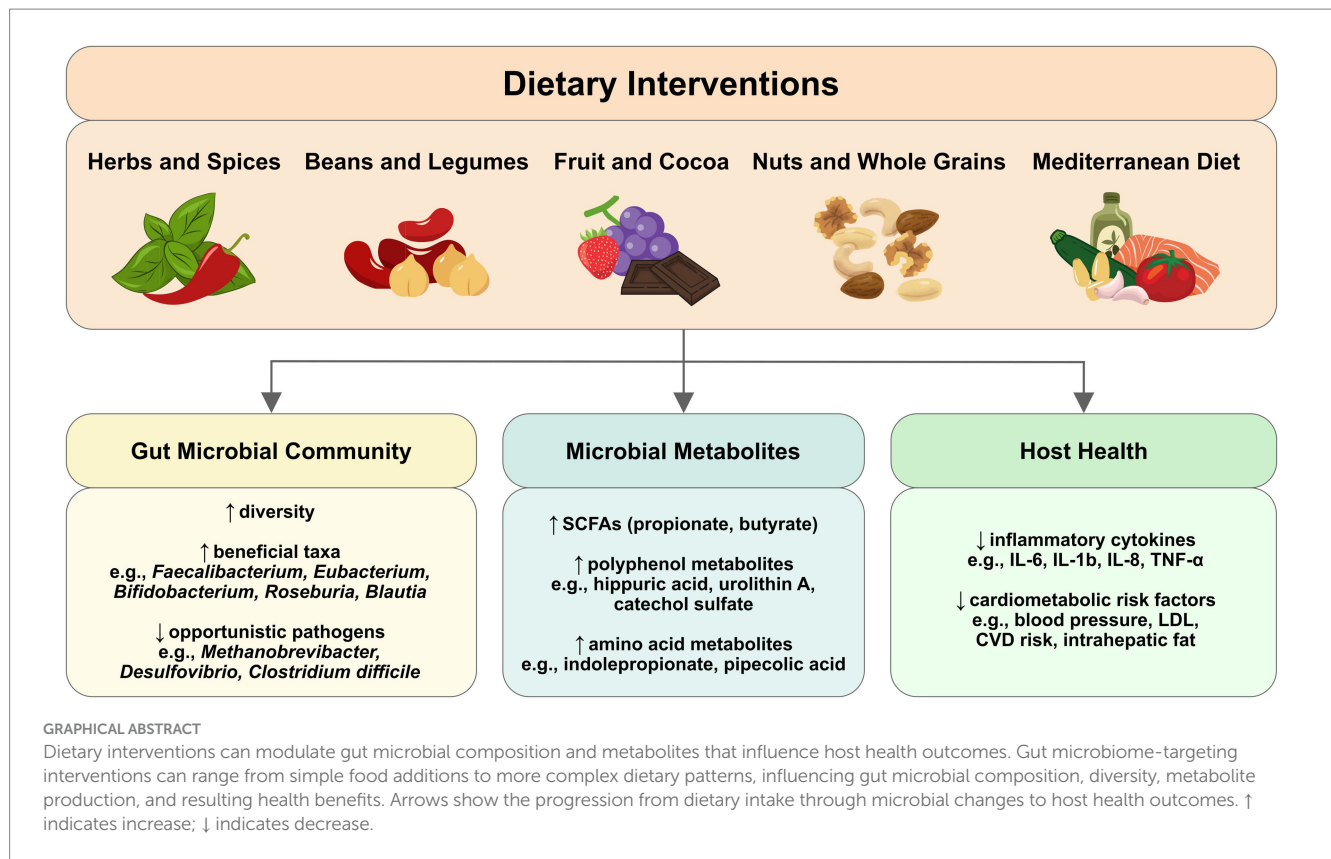 Dietary Interventions
Herbs and Spices
Beans and Legumes
Fruit and Cocoa
Nuts and Whole Grains
Mediterranean Diet
Gut Microbial Community
↑ diversity
↑ beneficial taxa
e.g., Faecalibacterium, Eubacterium,
Bifidobacterium, Roseburia, Blautia
↓ opportunistic pathogens
e.g., Methanobrevibacter,
Desulfovibrio, Clostridium difficile
Microbial Metabolites
↑ SCFAs (propionate, butyrate)
↑ polyphenol metabolites
e.g., hippuric acid, urolithin A,
catechol sulfate
↑ amino acid metabolites
e.g., indolepropionate, pipecolic acid
Host Health
↓ inflammatory cytokines
e.g., IL-6, IL-1b, IL-8, TNF-α
↓ cardiometabolic risk factors
e.g., blood pressure, LDL,
CVD risk, intrahepatic fat
GRAPHICAL ABSTRACT
Dietary interventions can modulate gut microbial composition and metabolites that influence host health outcomes. Gut microbiome-targeting
interventions can range from simple food additions to more complex dietary patterns, influencing gut microbial composition, diversity, metabolite
production, and resulting health benefits. Arrows show the progression from dietary intake through microbial changes to host health outcomes. ↑
indicates increase; ↓ indicates decrease.